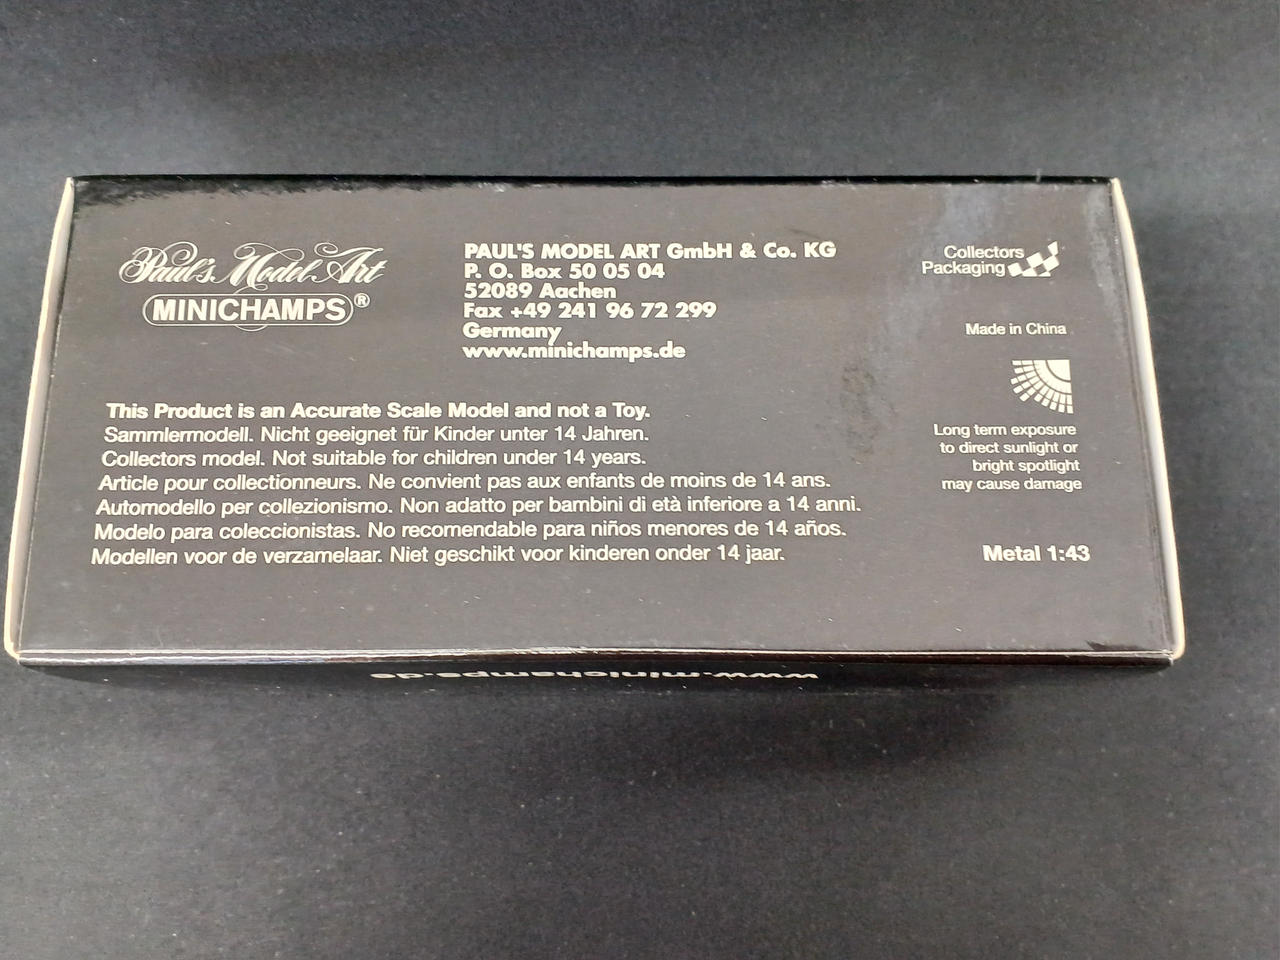 Paul's Model Art
MINICHAMPS®
PAUL'S MODEL ART GmbH & Co. KG
P. O. Box 50 05 04
52089 Aachen
Fax +49 241 96 72 299
Germany
www.minichamps.de
Collectors
Packaging
Made in China
Long term exposure
to direct sunlight or
bright spotlight
may cause damage
Metal 1:43
This Product is an Accurate Scale Model and not a Toy.
Sammlermodell. Nicht geeignet für Kinder unter 14 Jahren.
Collectors model. Not suitable for children under 14 years.
Article pour collectionneurs. Ne convient pas aux enfants de moins de 14 ans.
Automodello per collezionismo. Non adatto per bambini di età inferiore a 14 anni.
Modelo para coleccionistas. No recomendable para niños menores de 14 años.
Modellen voor de verzamelaar. Niet geschikt voor kinderen onder 14 jaar.
www.minichamps.de